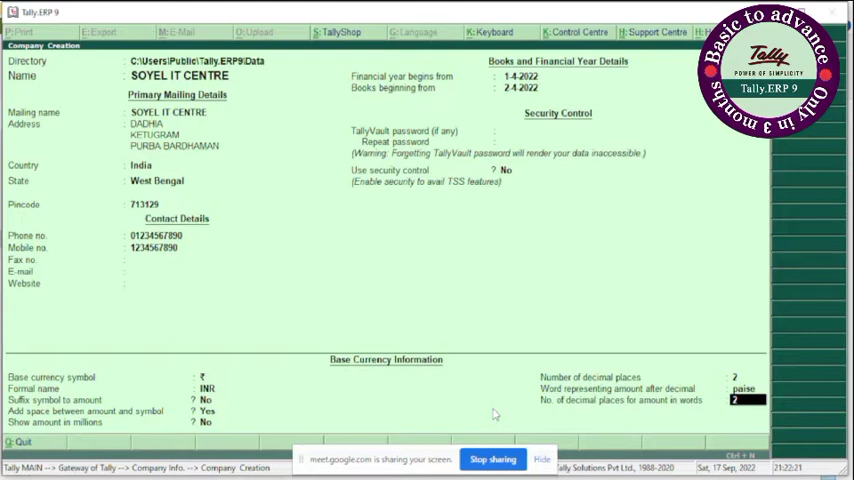 Tally.ERP 9
P:Print E:Export M:E-Mail O:Upload S:TallyShop G:Language K:Keyboard K:Control Centre H:Support Centre
Company Creation
Directory : C:\Users\Public\Tally.ERP9\Data
Name : SOYEL IT CENTRE
Primary Mailing Details
Mailing name : SOYEL IT CENTRE
Address : DADHIA
KETUGRAM
PURBA BARDHAMAN
Country : India
State : West Bengal
Pincode : 713129
Contact Details
Phone no. : 01234567890
Mobile no. : 1234567890
Fax no. :
E-mail :
Website :
Books and Financial Year Details
Financial year begins from : 1-4-2022
Books beginning from : 2-4-2022
Security Control
TallyVault password (if any) :
Repeat password :
(Warning: Forgetting TallyVault password will render your data inaccessible.)
Use security control ? No
(Enable security to avail TSS features)
Basic to advance
Tally
POWER OF SIMPLICITY
Tally.ERP 9
Only in 3 month
Base Currency Information
Base currency symbol : ₹
Formal name : INR
Suffix symbol to amount ? No
Add space between amount and symbol ? Yes
Show amount in millions ? No
Number of decimal places : 2
Word representing amount after decimal : paise
No. of decimal places for amount in words : 2
Q:Quit
Ctrl + N
meet.google.com is sharing your screen.
Stop sharing
Hide
Tally MAIN --> Gateway of Tally --> Company Info. --> Company Creation
Tally Solutions Pvt Ltd., 1988-2020
Sat, 17 Sep, 2022
21:22:21